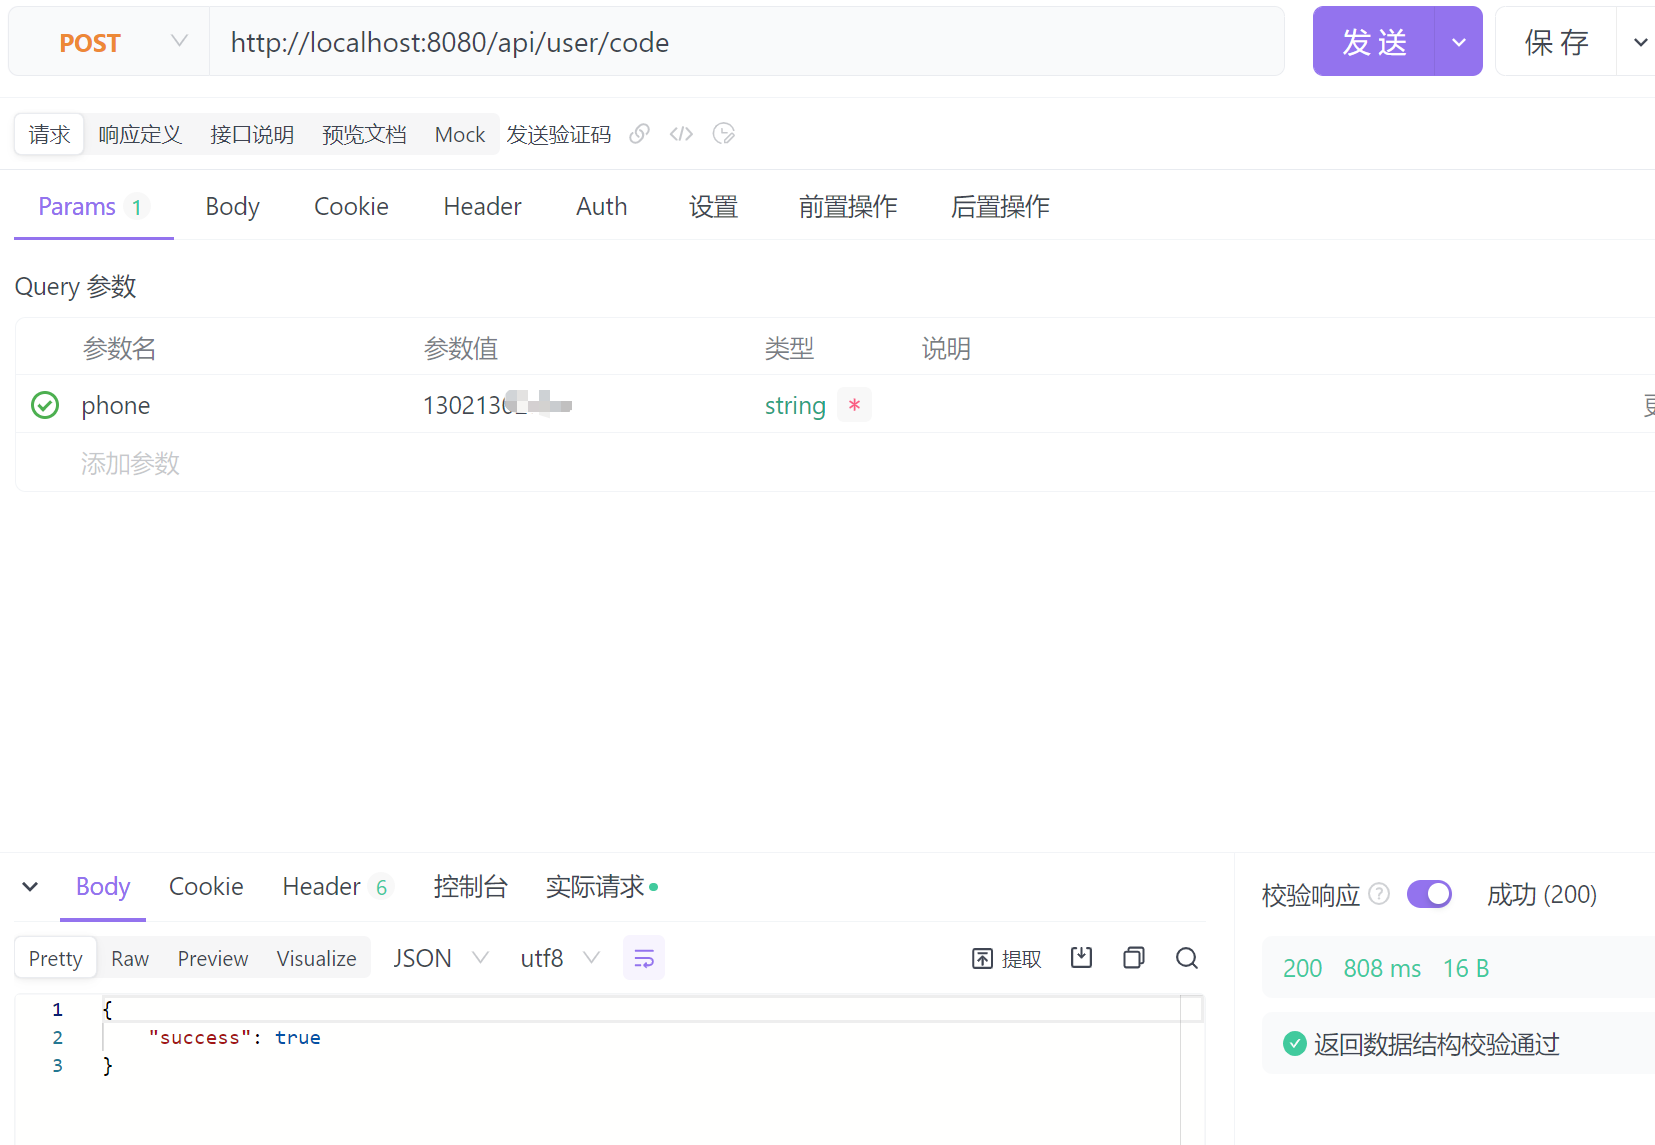 POST http://localhost:8080/api/user/code 发 送 保 存
请求 响应定义 接口说明 预览文档 Mock 发送验证码
Params 1 Body Cookie Header Auth 设置 前置操作 后置操作
Query 参数
参数名 参数值 类型 说明
phone 130213 string *
添加参数
Body Cookie Header 6 控制台 实际请求 校验响应 ? 成功 (200)
Pretty Raw Preview Visualize JSON utf8 提取 200 808 ms 16 B
1 {
2 "success": true
3 }
返回数据结构校验通过